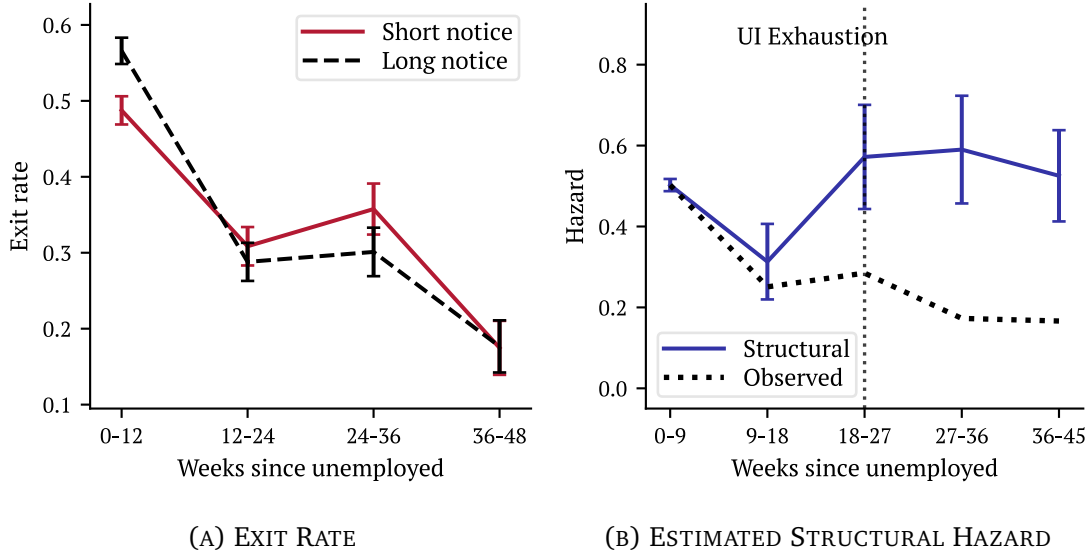 Exit rate
0.6
0.5
0.4
0.3
0.2
0.1
Short notice
Long notice
0–12 12–24 24–36 36–48
Weeks since unemployed
(A) EXIT RATE
Hazard
0.8
0.6
0.4
0.2
0.0
UI Exhaustion
Structural
Observed
0–9 9–18 18–27 27–36 36–45
Weeks since unemployed
(B) ESTIMATED STRUCTURAL HAZARD